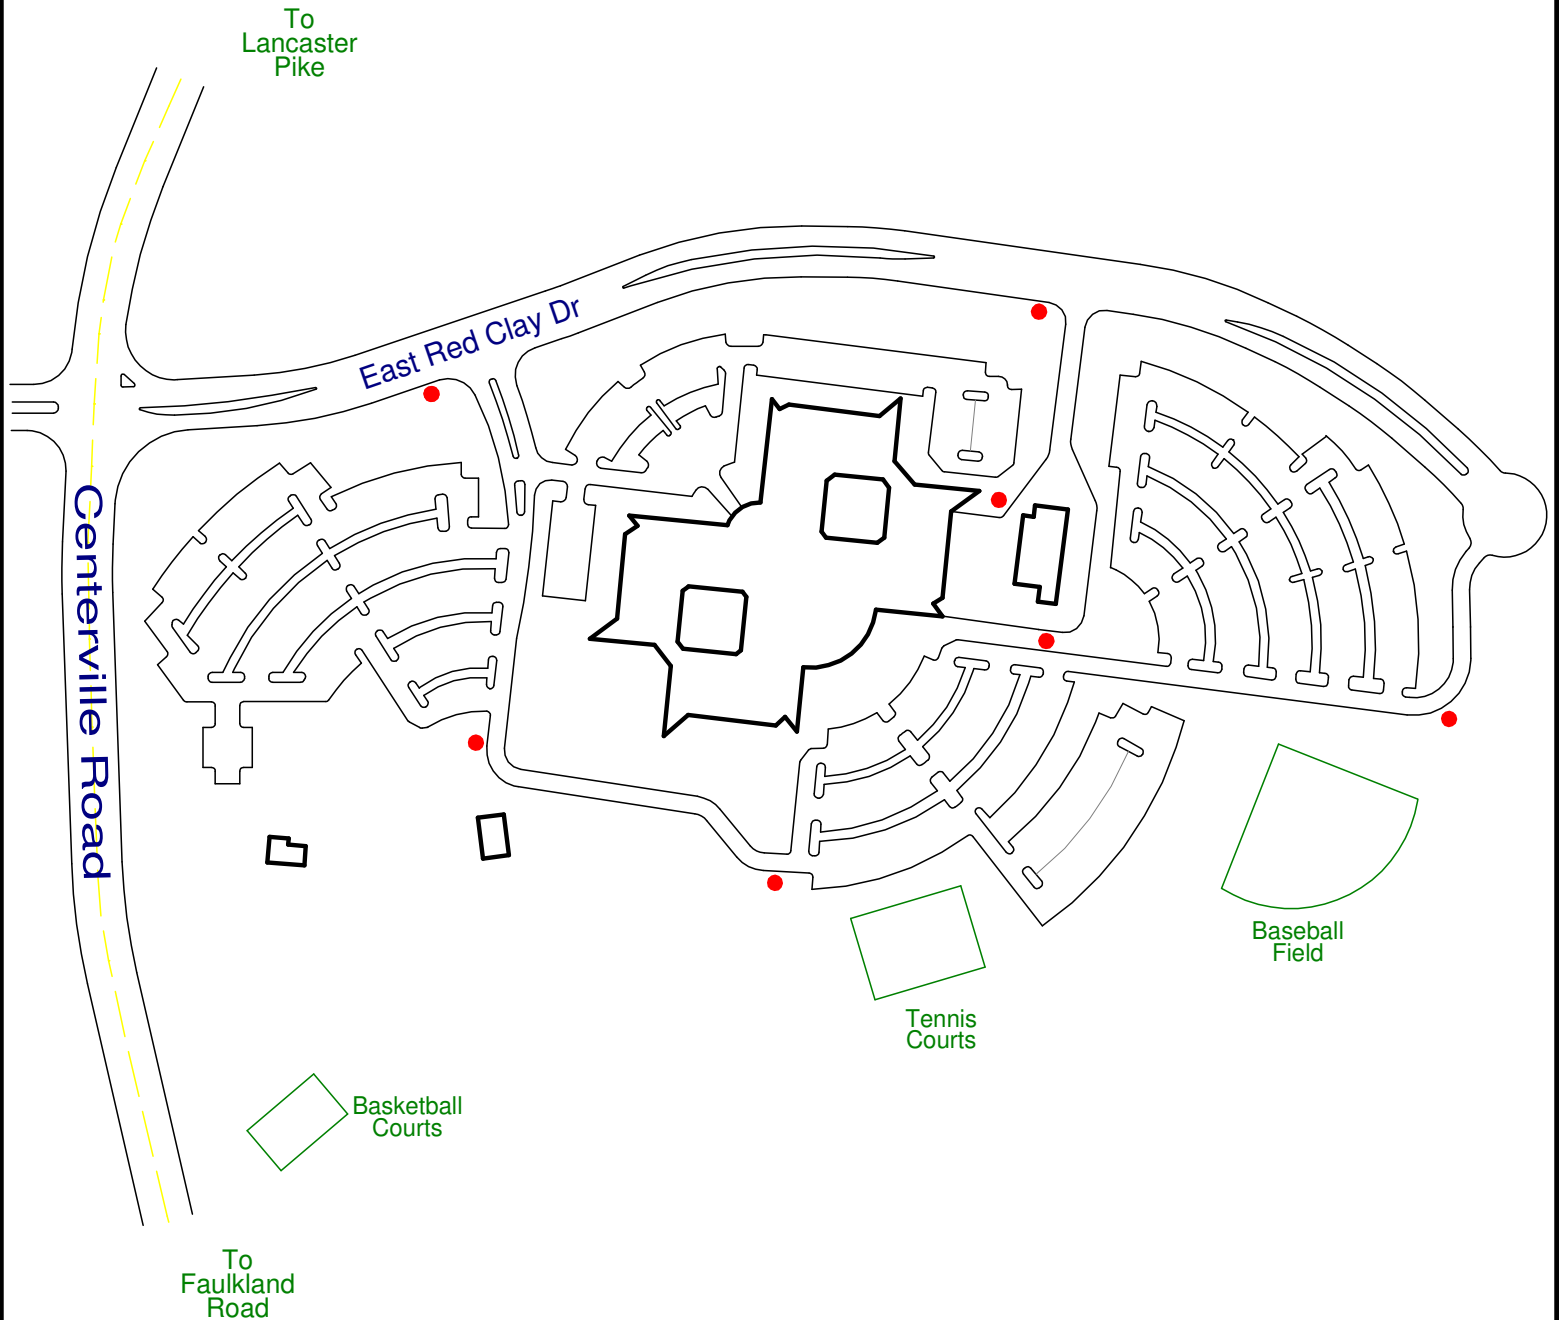 To
Lancaster
Pike
East Red Clay Dr
Centerville Road
Baseball
Field
Tennis
Courts
Basketball
Courts
To
Faulkland
Road